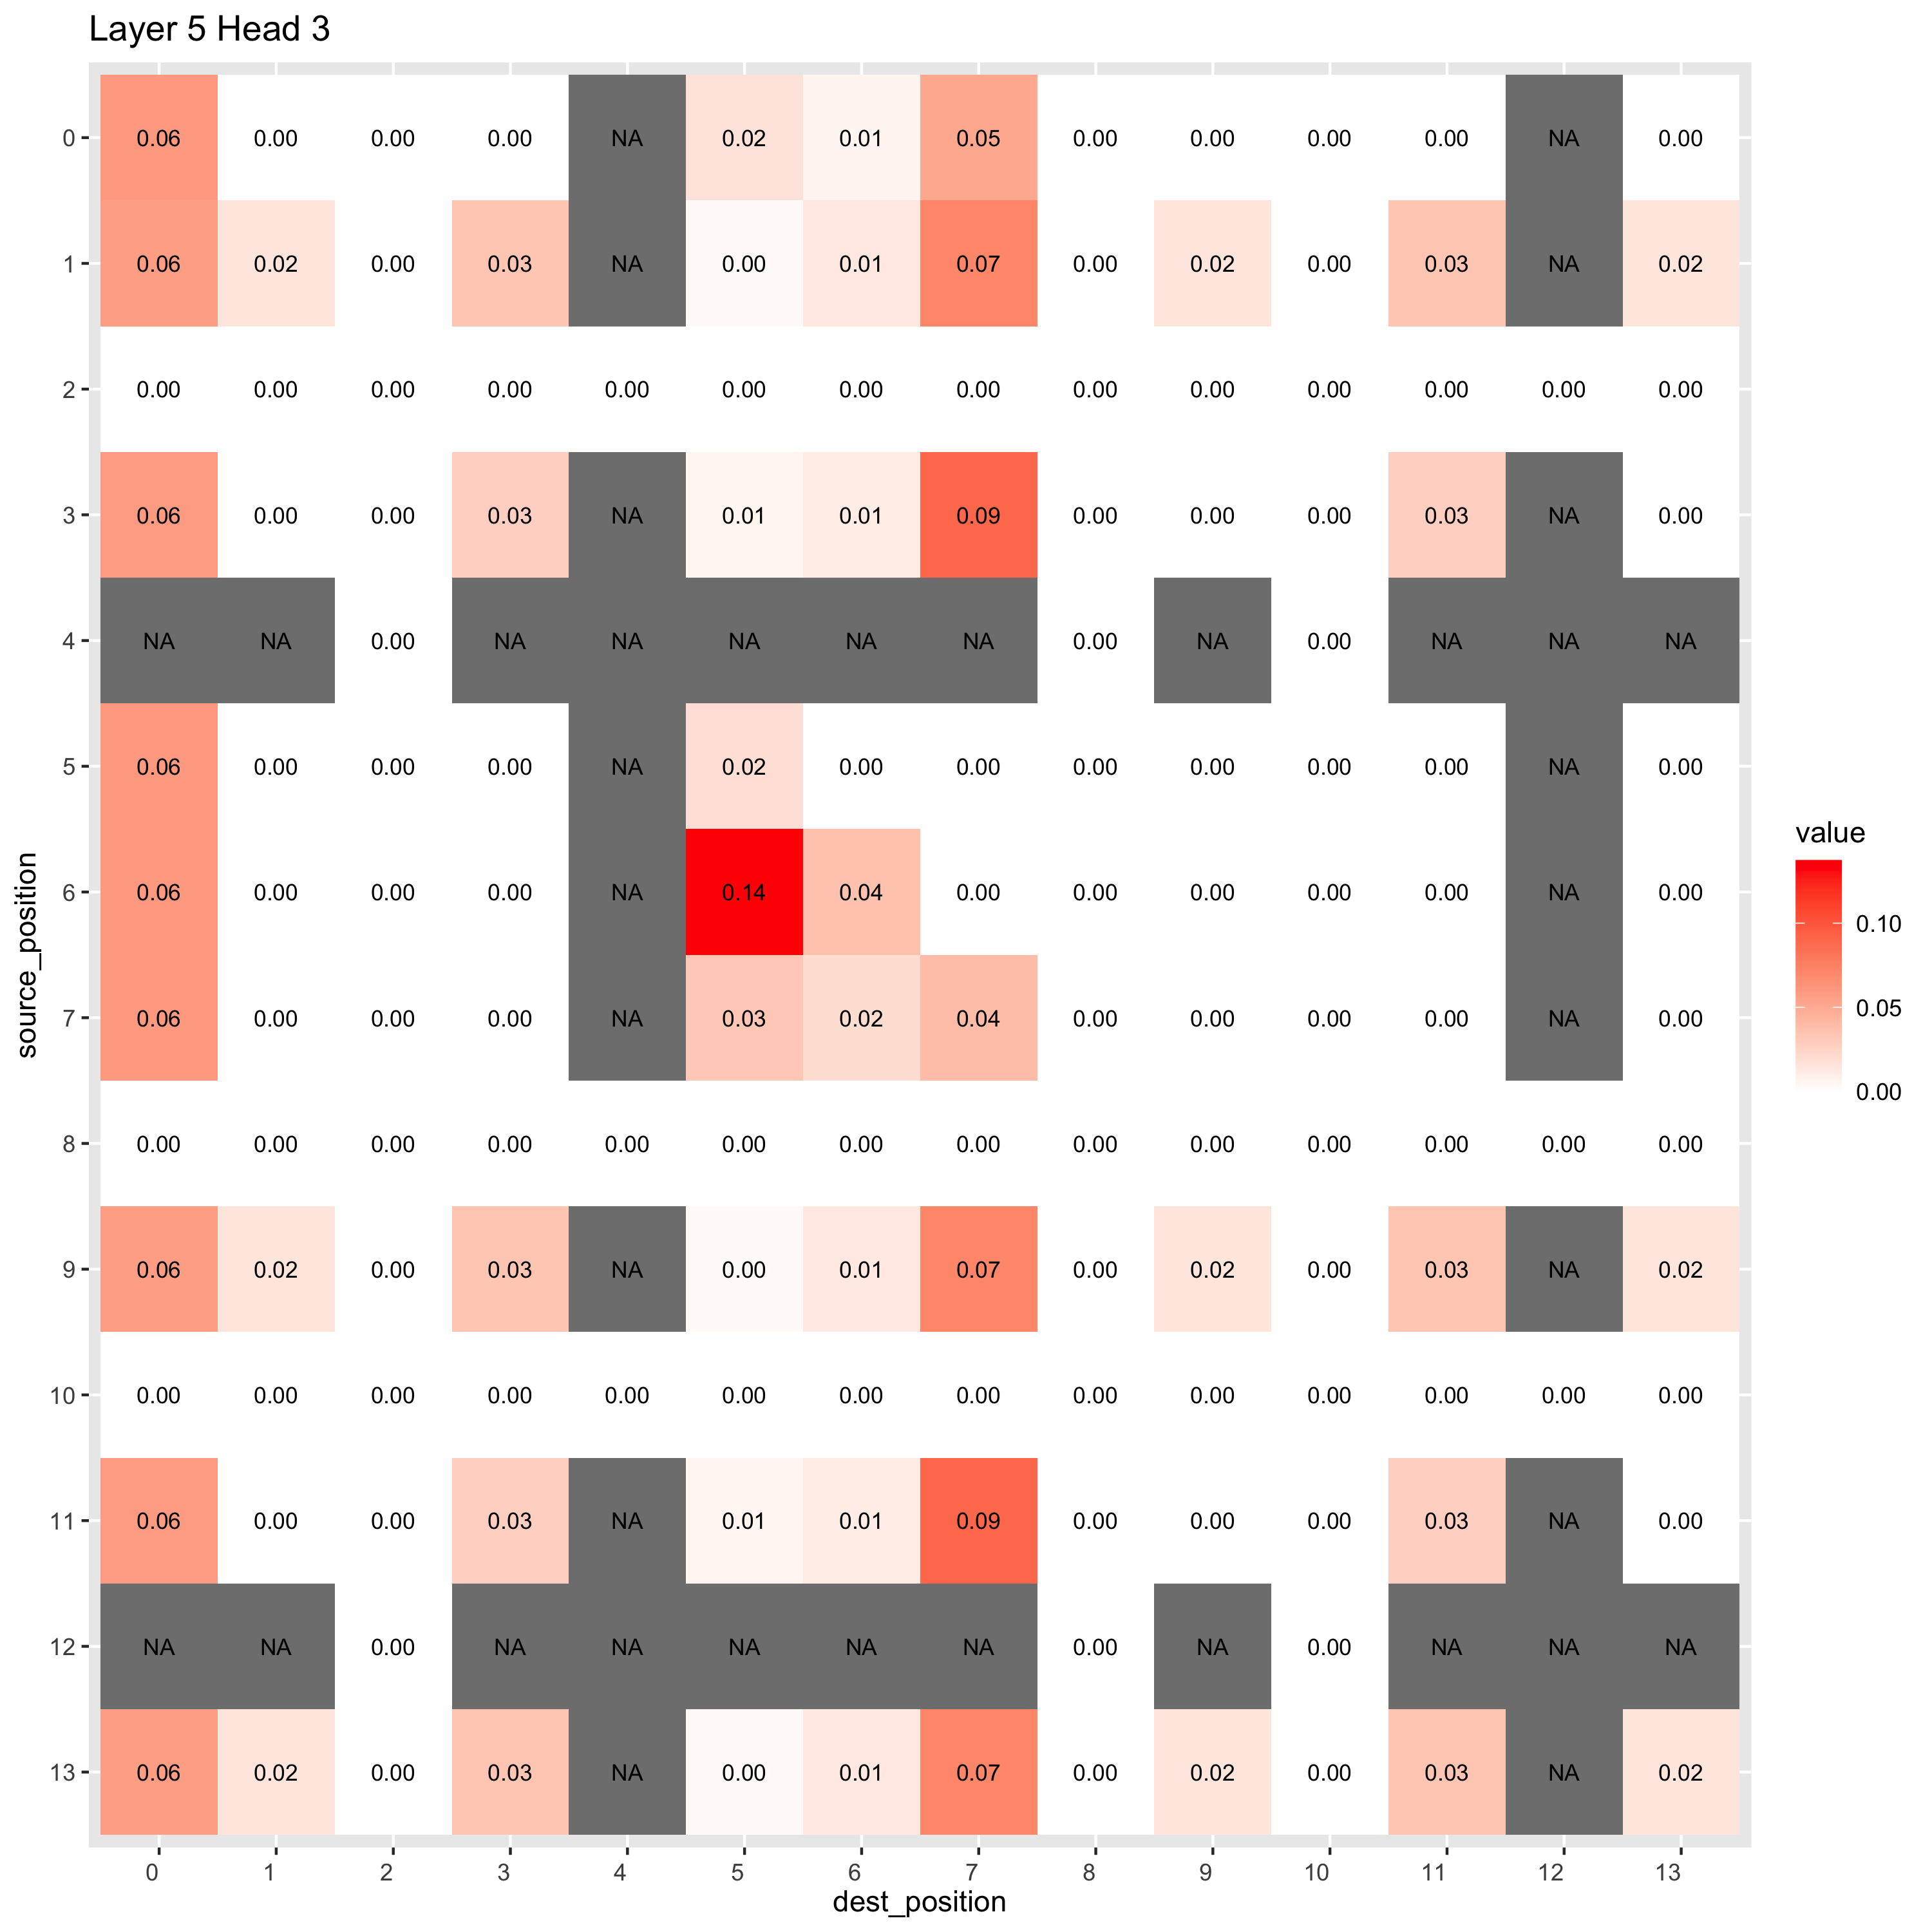 Layer 5 Head 3
0 0.06 0.00 0.00 0.00 NA 0.02 0.01 0.05 0.00 0.00 0.00 0.00 NA 0.00
1 0.06 0.02 0.00 0.03 NA 0.00 0.01 0.07 0.00 0.02 0.00 0.03 NA 0.02
2 0.00 0.00 0.00 0.00 0.00 0.00 0.00 0.00 0.00 0.00 0.00 0.00 0.00 0.00
3 0.06 0.00 0.00 0.03 NA 0.01 0.01 0.09 0.00 0.00 0.00 0.03 NA 0.00
4 NA NA 0.00 NA NA NA NA NA 0.00 NA 0.00 NA NA NA
5 0.06 0.00 0.00 0.00 NA 0.02 0.00 0.00 0.00 0.00 0.00 0.00 NA 0.00
6 0.06 0.00 0.00 0.00 NA 0.14 0.04 0.00 0.00 0.00 0.00 0.00 NA 0.00
7 0.06 0.00 0.00 0.00 NA 0.03 0.02 0.04 0.00 0.00 0.00 0.00 NA 0.00
8 0.00 0.00 0.00 0.00 0.00 0.00 0.00 0.00 0.00 0.00 0.00 0.00 0.00 0.00
9 0.06 0.02 0.00 0.03 NA 0.00 0.01 0.07 0.00 0.02 0.00 0.03 NA 0.02
10 0.00 0.00 0.00 0.00 0.00 0.00 0.00 0.00 0.00 0.00 0.00 0.00 0.00 0.00
11 0.06 0.00 0.00 0.03 NA 0.01 0.01 0.09 0.00 0.00 0.00 0.03 NA 0.00
12 NA NA 0.00 NA NA NA NA NA 0.00 NA 0.00 NA NA NA
13 0.06 0.02 0.00 0.03 NA 0.00 0.01 0.07 0.00 0.02 0.00 0.03 NA 0.02
0 1 2 3 4 5 6 7 8 9 10 11 12 13
dest_position
source_position
value
0.10
0.05
0.00